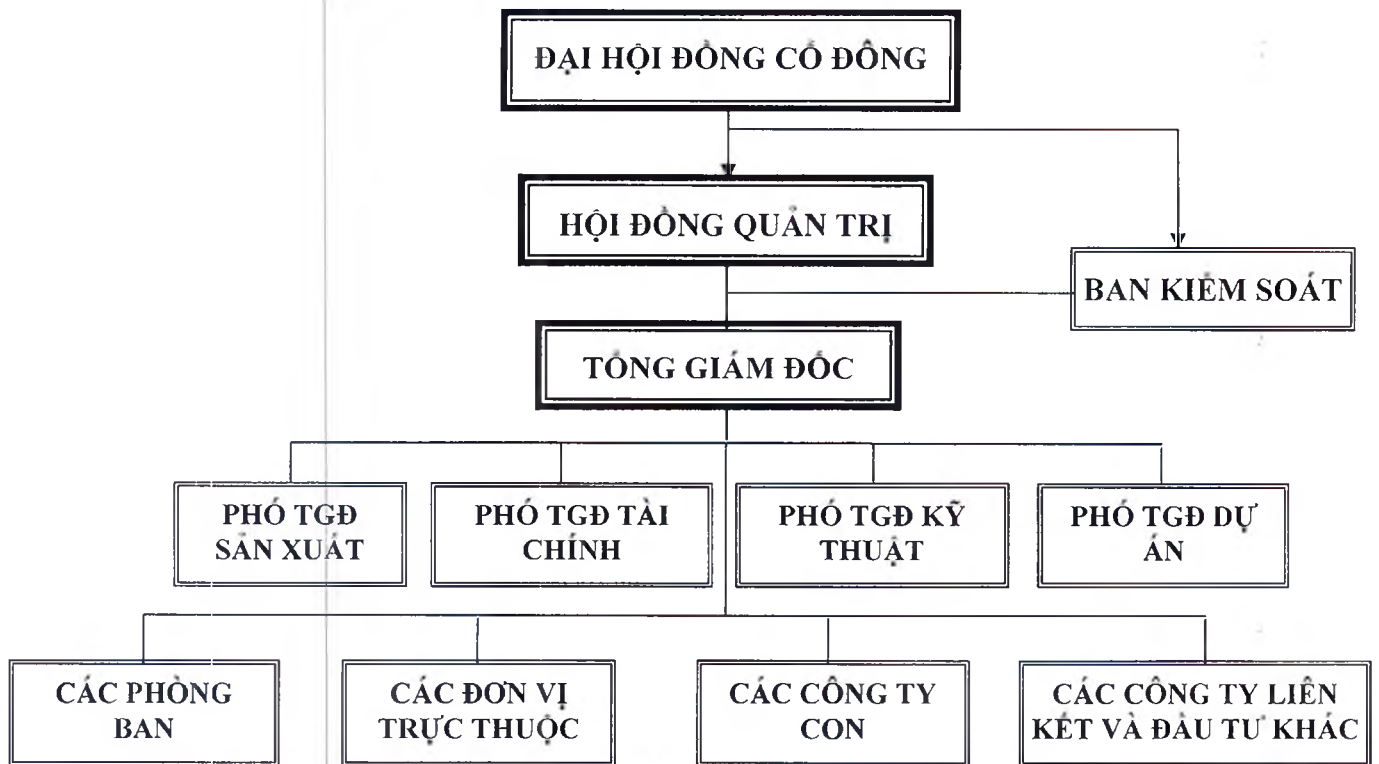 ĐẠI HỘI ĐỒNG CỔ ĐÔNG
HỘI ĐỒNG QUẢN TRỊ
BAN KIỂM SOÁT
TỔNG GIÁM ĐỐC
PHÓ TGĐ
SẢN XUẤT
PHÓ TGĐ TÀI
CHÍNH
PHÓ TGĐ KỸ
THUẬT
PHÓ TGĐ DỰ
ÁN
CÁC PHÒNG
BAN
CÁC ĐƠN VỊ
TRỰC THUỘC
CÁC CÔNG TY
CON
CÁC CÔNG TY LIÊN
KẾT VÀ ĐẦU TƯ KHÁC